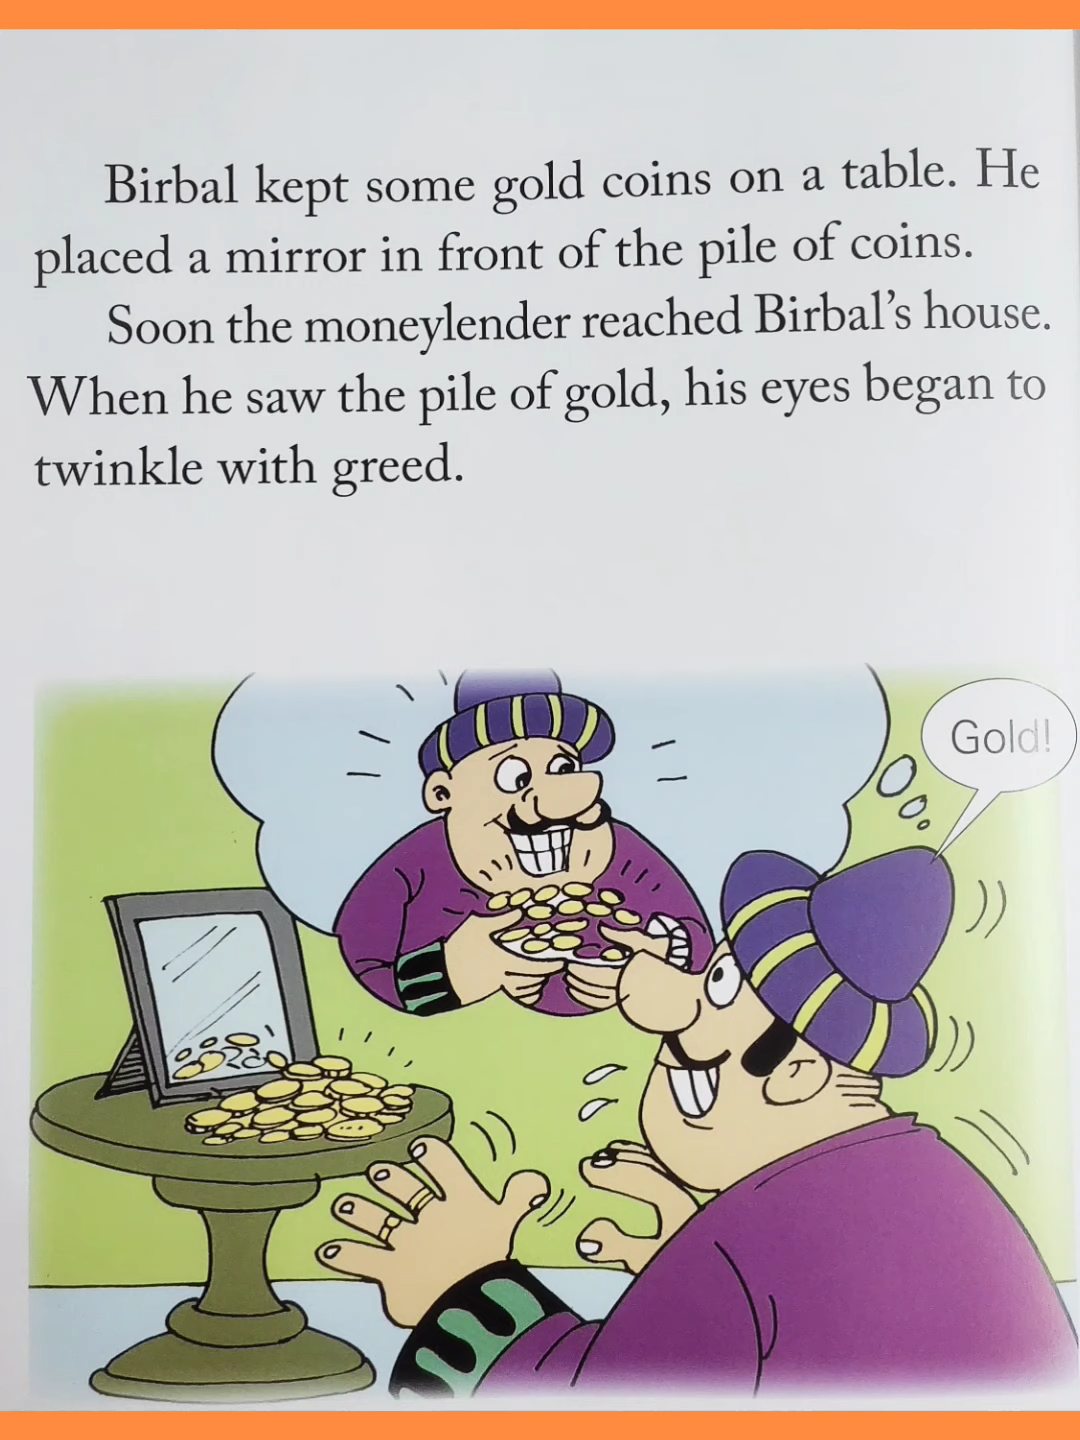 Birbal kept some gold coins on a table. He
placed a mirror in front of the pile of coins.
Soon the moneylender reached Birbal's house.
When he saw the pile of gold, his eyes began to
twinkle with greed.
Gold!